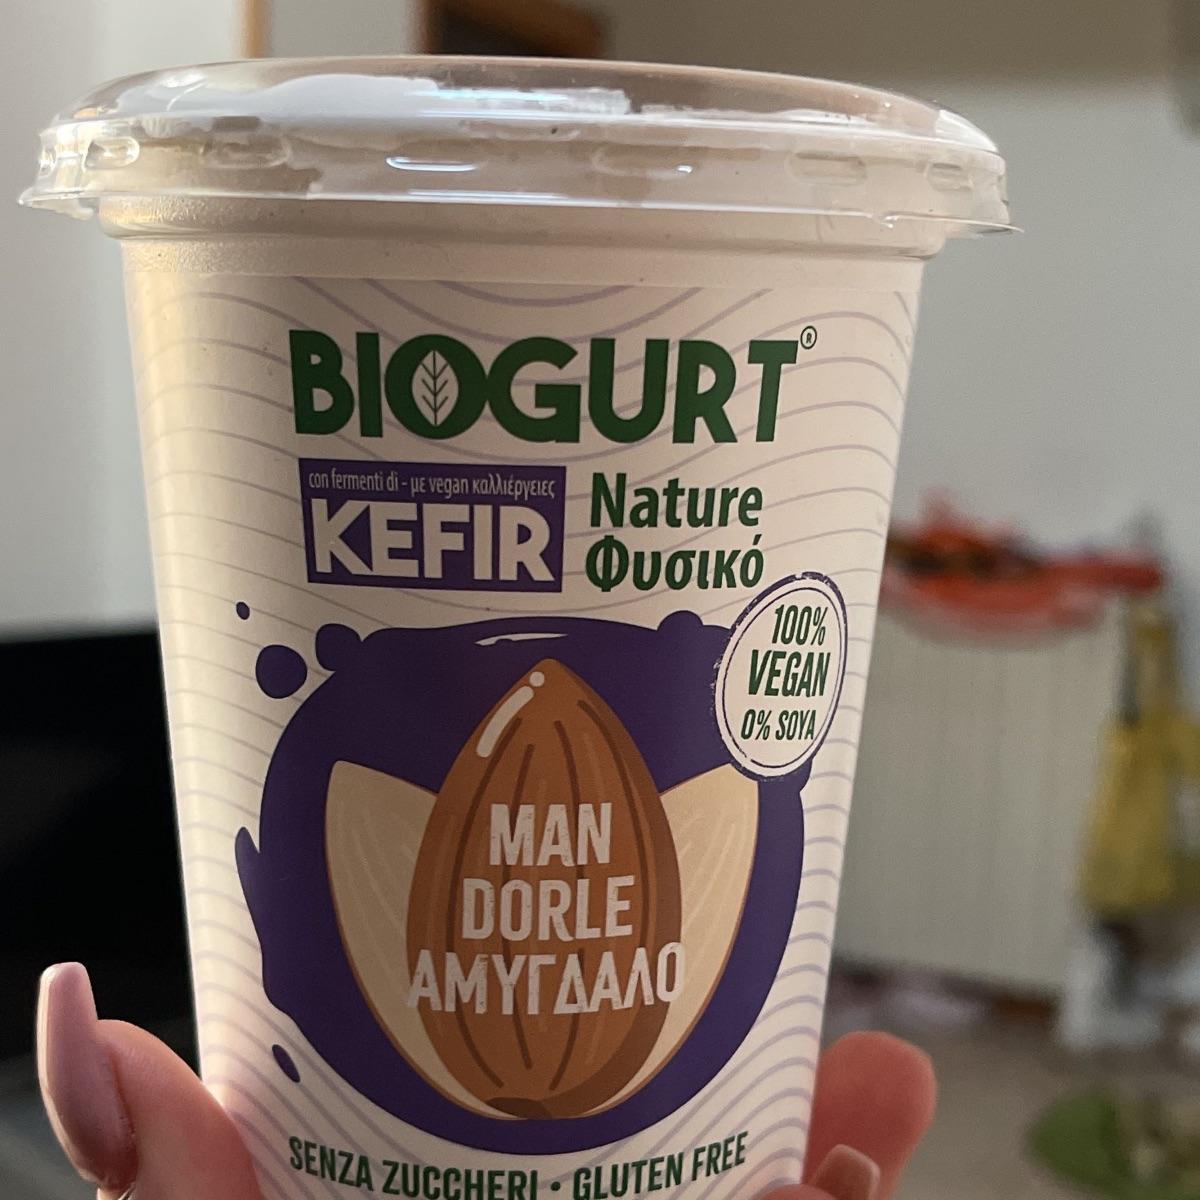 BIOGURT®
con fermenti di - με vegan καλλιέργειες
KEFIR
Nature
Φυσικό
100%
VEGAN
0% SOYA
MAN
DORLE
ΑΜΥΓΔΑΛΟ
SENZA ZUCCHERI • GLUTEN FREE